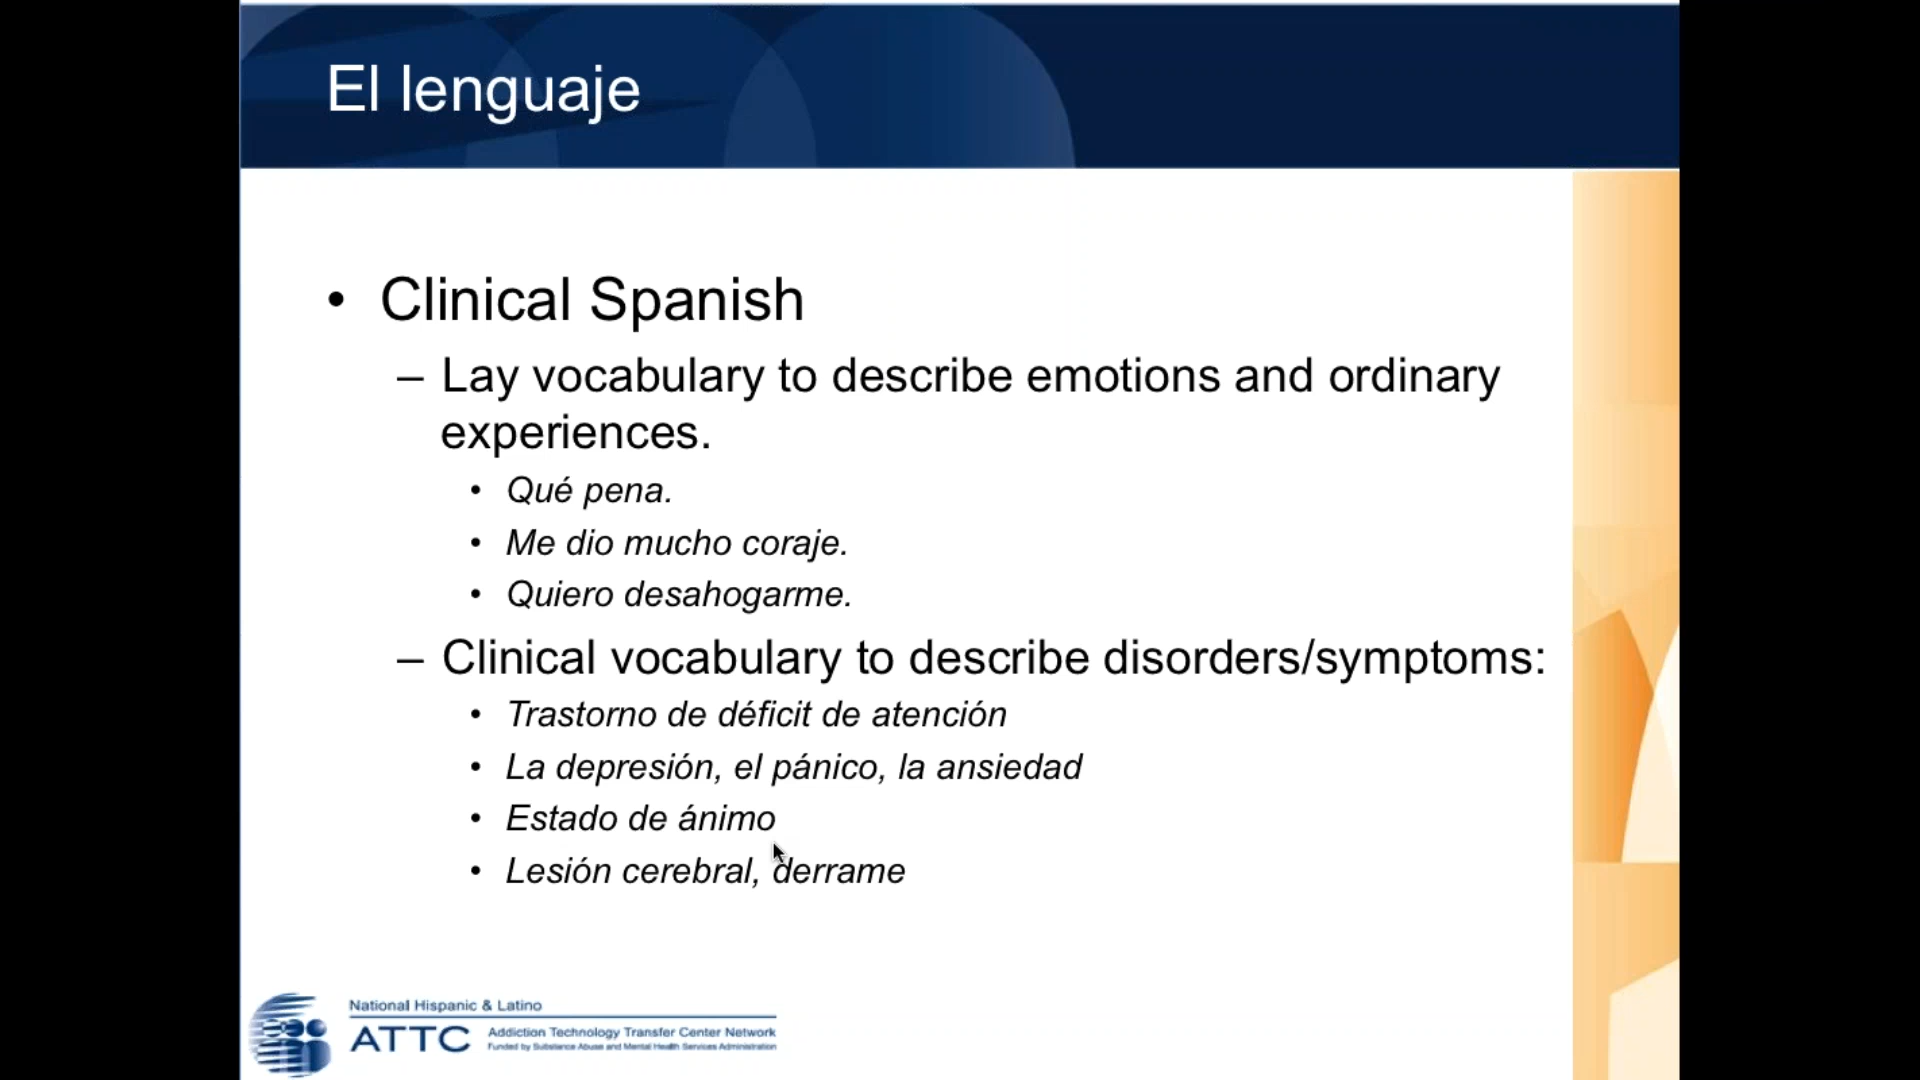 El lenguaje
• Clinical Spanish
– Lay vocabulary to describe emotions and ordinary
experiences.
• Qué pena.
• Me dio mucho coraje.
• Quiero desahogarme.
– Clinical vocabulary to describe disorders/symptoms:
• Trastorno de déficit de atención
• La depresión, el pánico, la ansiedad
• Estado de ánimo
• Lesión cerebral, derrame
National Hispanic & Latino
ATTC
Addiction Technology Transfer Center Network
Funded by Substance Abuse and Mental Health Services Administration